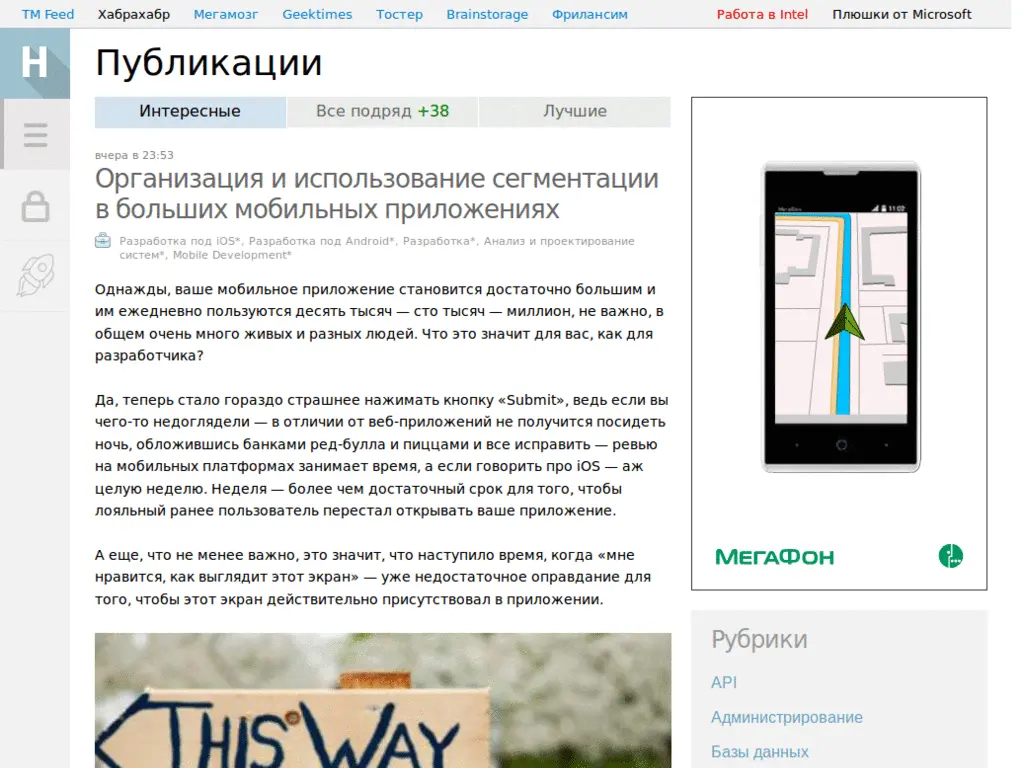 TM Feed Хабрахабр Мегамозг Geektimes Тостер Brainstorage Фрилансим Работа в Intel Плюшки от Microsoft
H
Публикации
Интересные Все подряд +38 Лучшие
вчера в 23:53
Организация и использование сегментации
в больших мобильных приложениях
Разработка под iOS*, Разработка под Android*, Разработка*, Анализ и проектирование
систем*, Mobile Development*
Однажды, ваше мобильное приложение становится достаточно большим и
им ежедневно пользуются десять тысяч — сто тысяч — миллион, не важно, в
общем очень много живых и разных людей. Что это значит для вас, как для
разработчика?
Да, теперь стало гораздо страшнее нажимать кнопку «Submit», ведь если вы
чего-то недоглядели — в отличии от веб-приложений не получится посидеть
ночь, обложившись банками ред-булла и пиццами и все исправить — ревью
на мобильных платформах занимает время, а если говорить про iOS — аж
целую неделю. Неделя — более чем достаточный срок для того, чтобы
лояльный ранее пользователь перестал открывать ваше приложение.
А еще, что не менее важно, это значит, что наступило время, когда «мне
нравится, как выглядит этот экран» — уже недостаточное оправдание для
того, чтобы этот экран действительно присутствовал в приложении.
THIS WAY
МегаФон 11:02
МЕГАФОН
Рубрики
API
Администрирование
Базы данных